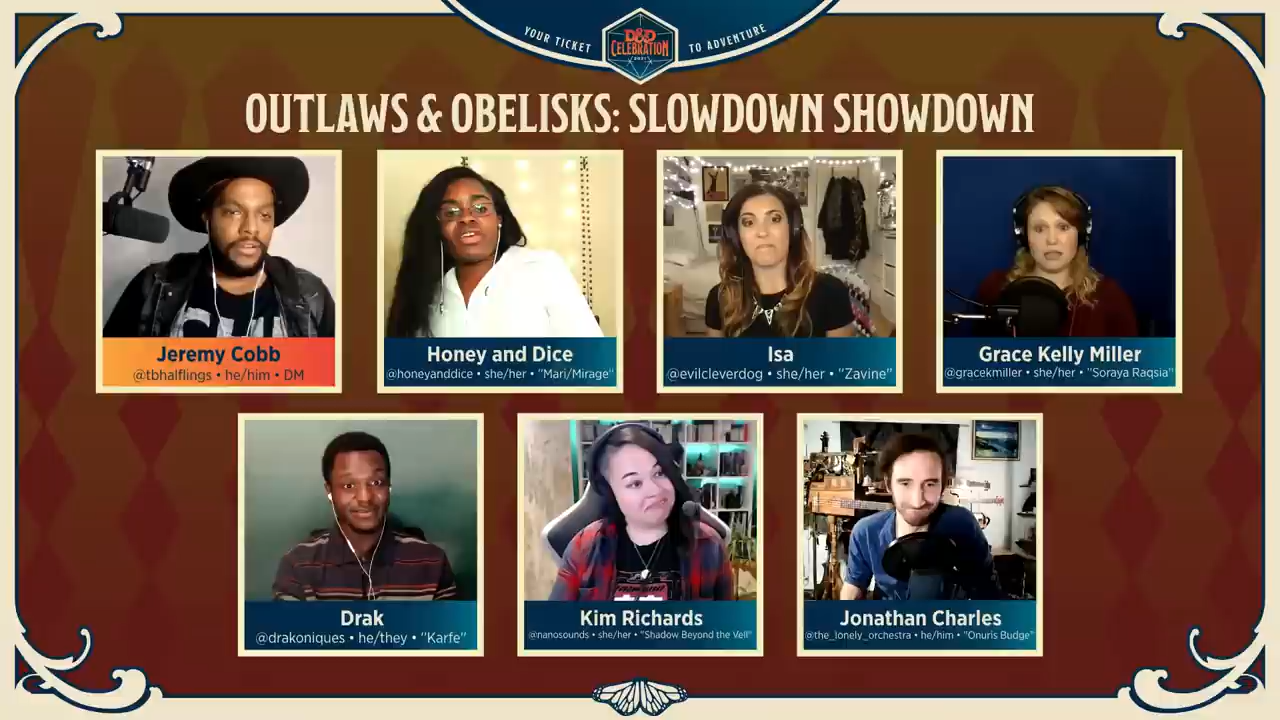 YOUR TICKET
D&D
CELEBRATION
2021
TO ADVENTURE
OUTLAWS & OBELISKS: SLOWDOWN SHOWDOWN
Jeremy Cobb
@tbhalflings • he/him • DM
Honey and Dice
@honeyanddice • she/her • "Mari/Mirage"
Isa
@evilcleverdog • she/her • "Zavine"
Grace Kelly Miller
@gracekmiller • she/her • "Soraya Raqsia"
Drak
@drakoniques • he/they • "Karfe"
Kim Richards
@nanosounds • she/her • "Shadow Beyond the Veil"
Jonathan Charles
@the_lonely_orchestra • he/him • "Onuris Budge"